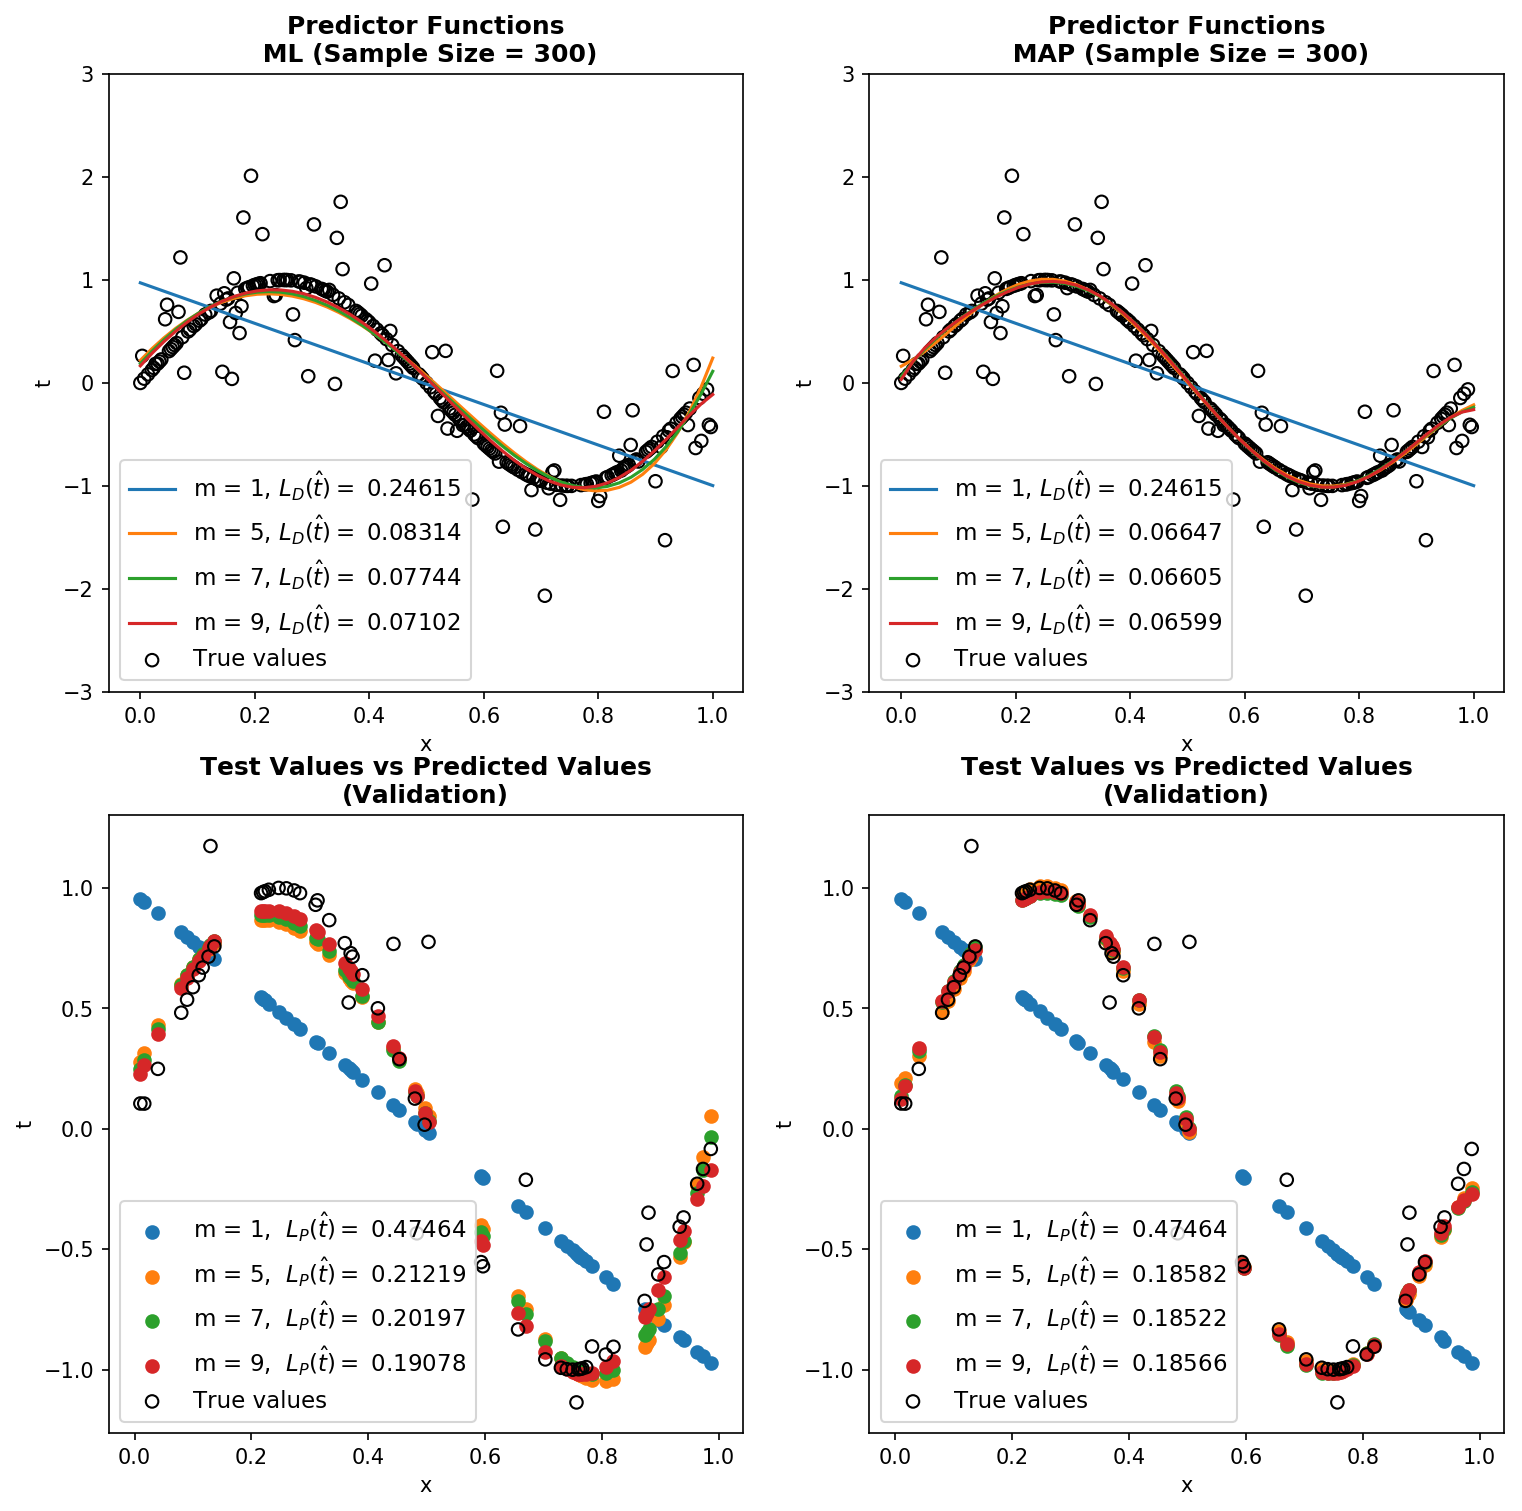 Predictor Functions
ML (Sample Size = 300)
3
2
1
0
−1
−2
−3
t
m = 1, L_D(t̂) = 0.24615
m = 5, L_D(t̂) = 0.08314
m = 7, L_D(t̂) = 0.07744
m = 9, L_D(t̂) = 0.07102
True values
0.0 0.2 0.4 0.6 0.8 1.0
x
Predictor Functions
MAP (Sample Size = 300)
3
2
1
0
−1
−2
−3
t
m = 1, L_D(t̂) = 0.24615
m = 5, L_D(t̂) = 0.06647
m = 7, L_D(t̂) = 0.06605
m = 9, L_D(t̂) = 0.06599
True values
0.0 0.2 0.4 0.6 0.8 1.0
x
Test Values vs Predicted Values
(Validation)
1.0
0.5
0.0
−0.5
−1.0
t
m = 1, L_P(t̂) = 0.47464
m = 5, L_P(t̂) = 0.21219
m = 7, L_P(t̂) = 0.20197
m = 9, L_P(t̂) = 0.19078
True values
0.0 0.2 0.4 0.6 0.8 1.0
x
Test Values vs Predicted Values
(Validation)
1.0
0.5
0.0
−0.5
−1.0
t
m = 1, L_P(t̂) = 0.47464
m = 5, L_P(t̂) = 0.18582
m = 7, L_P(t̂) = 0.18522
m = 9, L_P(t̂) = 0.18566
True values
0.0 0.2 0.4 0.6 0.8 1.0
x